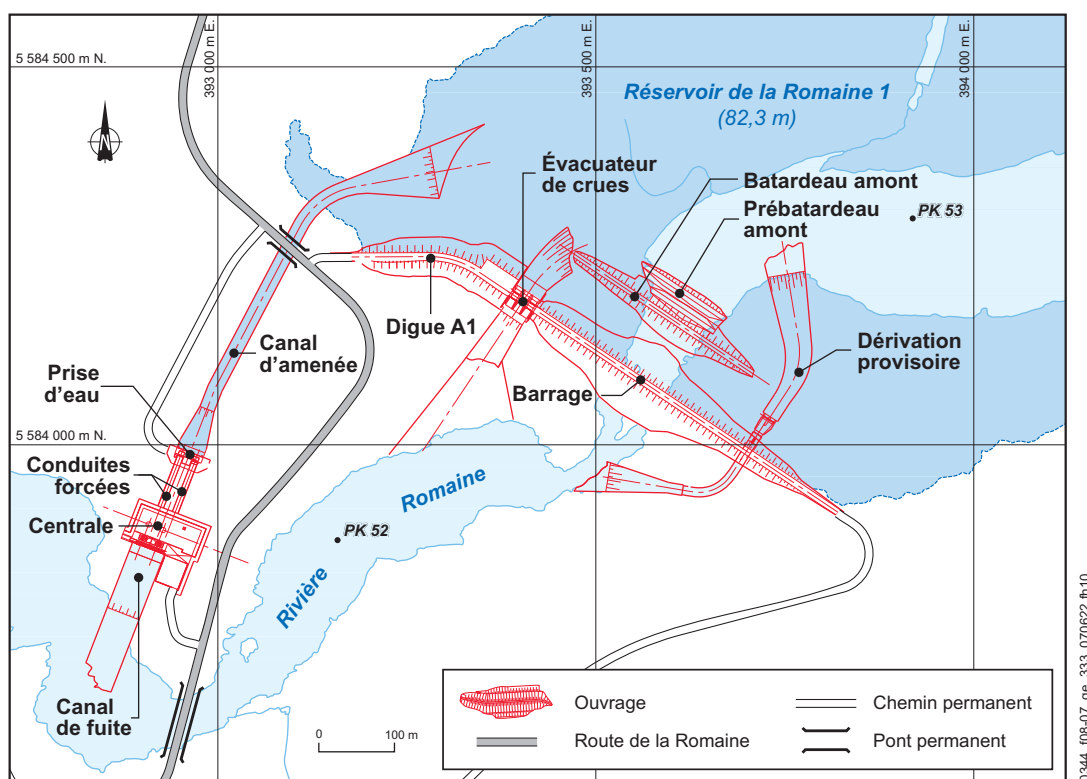 5 584 500 m N.
393 000 m E.
393 500 m E.
394 000 m E.
Réservoir de la Romaine 1
(82,3 m)
Évacuateur
de crues
Batardeau amont
Prébatardeau
amont
PK 53
Digue A1
Canal
d'amenée
Dérivation
provisoire
Prise
d'eau
Barrage
5 584 000 m N.
Conduites
forcées
Romaine
Centrale
PK 52
Rivière
Canal
de fuite
0
100 m
Ouvrage
Chemin permanent
Route de la Romaine
Pont permanent
0344_f08-07_ge_333_070622.fh10